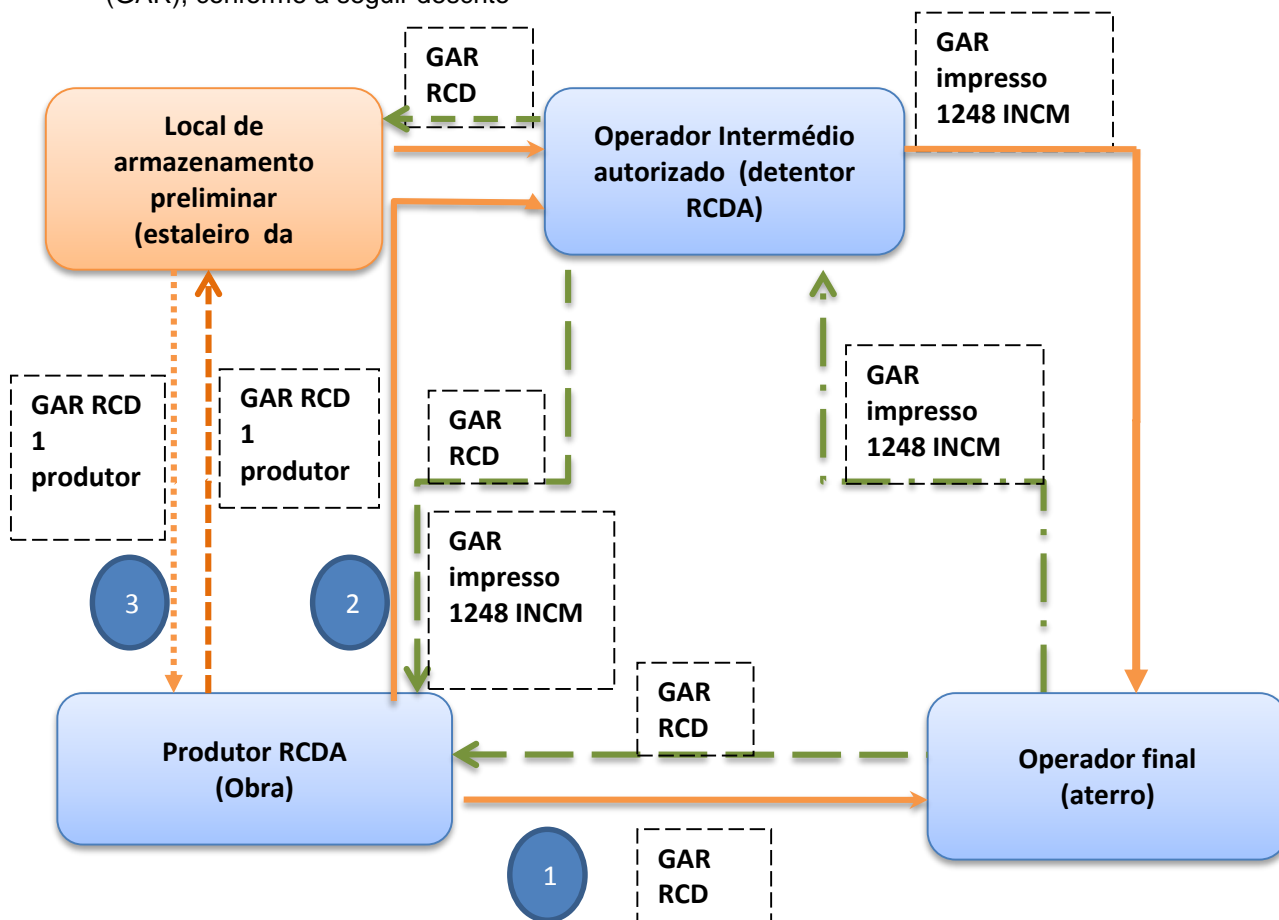 (GAR), conforme a seguir descrito
GAR
RCD
GAR
impresso
1248 INCM
Local de
armazenamento
preliminar
(estaleiro da
Operador Intermédio
autorizado (detentor
RCDA)
GAR RCD
1
produtor
GAR RCD
1
produtor
GAR
RCD
GAR
impresso
1248 INCM
GAR
impresso
1248 INCM
3
2
Produtor RCDA
(Obra)
GAR
RCD
Operador final
(aterro)
1
GAR
RCD